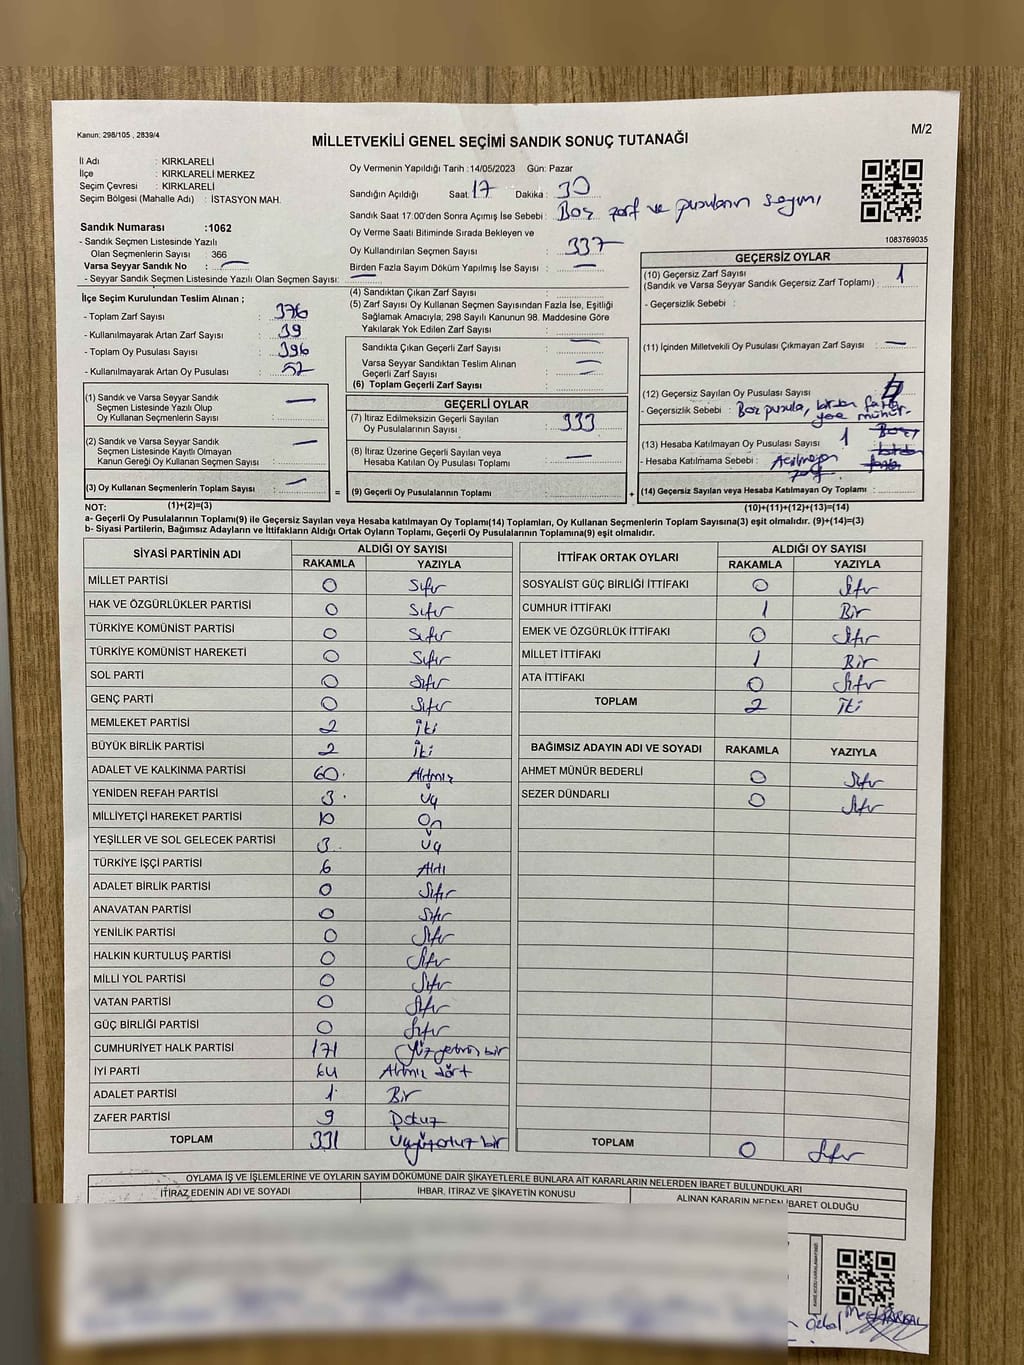 Kanun: 298/105 , 2839/4
M/2
MİLLETVEKİLİ GENEL SEÇİMİ SANDIK SONUÇ TUTANAĞI
İl Adı : KIRKLARELİ
İlçe : KIRKLARELİ MERKEZ
Seçim Çevresi : KIRKLARELİ
Seçim Bölgesi (Mahalle Adı) : İSTASYON MAH.
Oy Vermenin Yapıldığı Tarih :14/05/2023 Gün: Pazar
Sandığın Açıldığı Saat: 17 Dakika : 30
Sandık Saat 17.00'den Sonra Açımış İse Sebebi : Boş zarf ve pusulanın sayımı
Sandık Numarası :1062
- Sandık Seçmen Listesinde Yazılı
Olan Seçmenlerin Sayısı : 366
Varsa Seyyar Sandık No : —
- Seyyar Sandık Seçmen Listesinde Yazılı Olan Seçmen Sayısı: —
Oy Verme Saati Bitiminde Sırada Bekleyen ve
Oy Kullandırılan Seçmen Sayısı : 337
Birden Fazla Sayım Döküm Yapılmış İse Sayısı : —
1083769035
İlçe Seçim Kurulundan Teslim Alınan ;
- Toplam Zarf Sayısı : 376
- Kullanılmayarak Artan Zarf Sayısı : 39
- Toplam Oy Pusulası Sayısı : 396
- Kullanılmayarak Artan Oy Pusulası : 52
(1) Sandık ve Varsa Seyyar Sandık
Seçmen Listesinde Yazılı Olup
Oy Kullanan Seçmenlerin Sayısı : —
(2) Sandık ve Varsa Seyyar Sandık
Seçmen Listesinde Kayıtlı Olmayan
Kanun Gereği Oy Kullanan Seçmen Sayısı : —
(3) Oy Kullanan Seçmenlerin Toplam Sayısı : —
(4) Sandıktan Çıkan Zarf Sayısı :
(5) Zarf Sayısı Oy Kullanan Seçmen Sayısından Fazla İse, Eşitliği
Sağlamak Amacıyla; 298 Sayılı Kanunun 98. Maddesine Göre
Yakılarak Yok Edilen Zarf Sayısı :
Sandıkta Çıkan Geçerli Zarf Sayısı : —
Varsa Seyyar Sandıktan Teslim Alınan
Geçerli Zarf Sayısı :
(6) Toplam Geçerli Zarf Sayısı :
GEÇERLİ OYLAR
(7) İtiraz Edilmeksizin Geçerli Sayılan
Oy Pusulalarının Sayısı : 333
(8) İtiraz Üzerine Geçerli Sayılan veya
Hesaba Katılan Oy Pusulası Toplamı : —
= (9) Geçerli Oy Pusulalarının Toplamı :
GEÇERSİZ OYLAR
(10) Geçersiz Zarf Sayısı
(Sandık ve Varsa Seyyar Sandık Geçersiz Zarf Toplamı) : 1
- Geçersizlik Sebebi :
(11) İçinden Milletvekili Oy Pusulası Çıkmayan Zarf Sayısı : —
(12) Geçersiz Sayılan Oy Pusulası Sayısı :
- Geçersizlik Sebebi : Boş pusula, birden fazla
yere mühür.
(13) Hesaba Katılmayan Oy Pusulası Sayısı : 1
- Hesaba Katılmama Sebebi : Açılmayan
zarf
+ (14) Geçersiz Sayılan veya Hesaba Katılmayan Oy Toplamı :
NOT: (1)+(2)=(3) (10)+(11)+(12)+(13)=(14)
a- Geçerli Oy Pusulalarının Toplamı(9) ile Geçersiz Sayılan veya Hesaba katılmayan Oy Toplamı(14) Toplamları, Oy Kullanan Seçmenlerin Toplam Sayısına(3) eşit olmalıdır. (9)+(14)=(3)
b- Siyasi Partilerin, Bağımsız Adayların ve İttifakların Aldığı Ortak Oyların Toplamı, Geçerli Oy Pusulalarının Toplamına(9) eşit olmalıdır.
SİYASİ PARTİNİN ADI ALDIĞI OY SAYISI
RAKAMLA YAZIYLA
MİLLET PARTİSİ 0 Sıfır
HAK VE ÖZGÜRLÜKLER PARTİSİ 0 Sıfır
TÜRKİYE KOMÜNİST PARTİSİ 0 Sıfır
TÜRKİYE KOMÜNİST HAREKETİ 0 Sıfır
SOL PARTİ 0 Sıfır
GENÇ PARTİ 0 Sıfır
MEMLEKET PARTİSİ 2 İki
BÜYÜK BİRLİK PARTİSİ 2 İki
ADALET VE KALKINMA PARTİSİ 60 Altmış
YENİDEN REFAH PARTİSİ 3 Üç
MİLLİYETÇİ HAREKET PARTİSİ 10 On
YEŞİLLER VE SOL GELECEK PARTİSİ 3 Üç
TÜRKİYE İŞÇİ PARTİSİ 6 Altı
ADALET BİRLİK PARTİSİ 0 Sıfır
ANAVATAN PARTİSİ 0 Sıfır
YENİLİK PARTİSİ 0 Sıfır
HALKIN KURTULUŞ PARTİSİ 0 Sıfır
MİLLİ YOL PARTİSİ 0 Sıfır
VATAN PARTİSİ 0 Sıfır
GÜÇ BİRLİĞİ PARTİSİ 0 Sıfır
CUMHURİYET HALK PARTİSİ 171 Yüz yetmiş bir
İYİ PARTİ 64 Altmış dört
ADALET PARTİSİ 1 Bir
ZAFER PARTİSİ 9 Dokuz
TOPLAM 331 Üçyüzotuz bir
İTTİFAK ORTAK OYLARI ALDIĞI OY SAYISI
RAKAMLA YAZIYLA
SOSYALİST GÜÇ BİRLİĞİ İTTİFAKI 0 Sıfır
CUMHUR İTTİFAKI 1 Bir
EMEK VE ÖZGÜRLÜK İTTİFAKI 0 Sıfır
MİLLET İTTİFAKI 1 Bir
ATA İTTİFAKI 0 Sıfır
TOPLAM 2 İki
BAĞIMSIZ ADAYIN ADI VE SOYADI RAKAMLA YAZIYLA
AHMET MÜNÜR BEDERLİ 0 Sıfır
SEZER DÜNDARLI 0 Sıfır
TOPLAM 0 Sıfır
OYLAMA İŞ VE İŞLEMLERİNE VE OYLARIN SAYIM DÖKÜMÜNE DAİR ŞİKAYETLERLE BUNLARA AİT KARARLARIN NELERDEN İBARET BULUNDUKLARI
İTİRAZ EDENİN ADI VE SOYADI İHBAR, İTİRAZ VE ŞİKAYETİN KONUSU ALINAN KARARIN NEDEN İBARET OLDUĞU